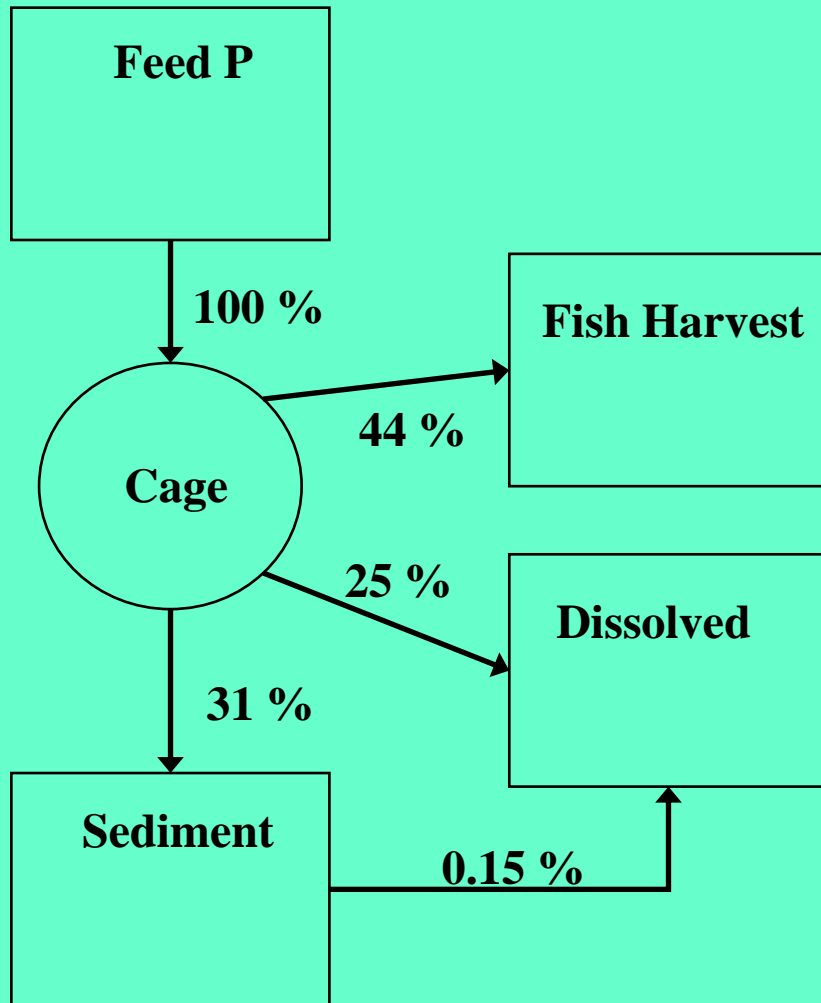 Feed P
100 %
Fish Harvest
44 %
Cage
25 %
Dissolved
31 %
Sediment
0.15 %